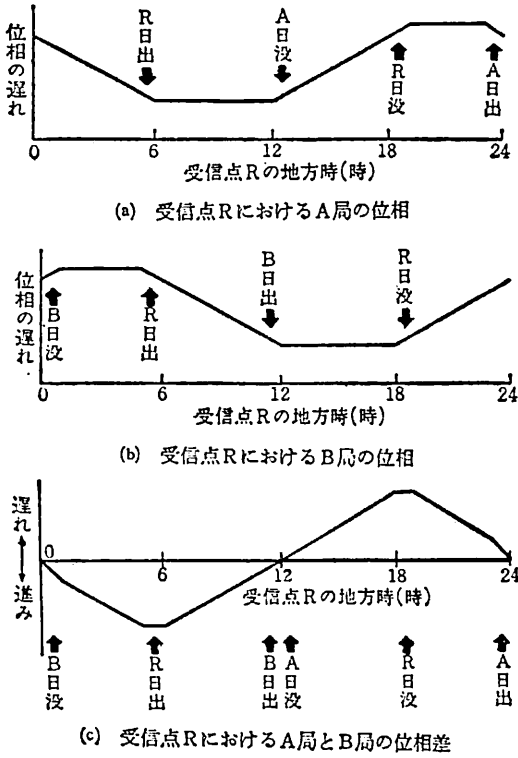 位相の遅れ
R日出
A日没
R日没
A日出
0 6 12 18 24
受信点Rの地方時(時)
(a) 受信点RにおけるA局の位相
位相の遅れ
B日没
R日出
B日出
R日没
0 6 12 18 24
受信点Rの地方時(時)
(b) 受信点RにおけるB局の位相
遅れ
進み
0 6 12 18 24
受信点Rの地方時(時)
B日没
R日出
B日出
A日没
R日没
A日出
(c) 受信点RにおけるA局とB局の位相差